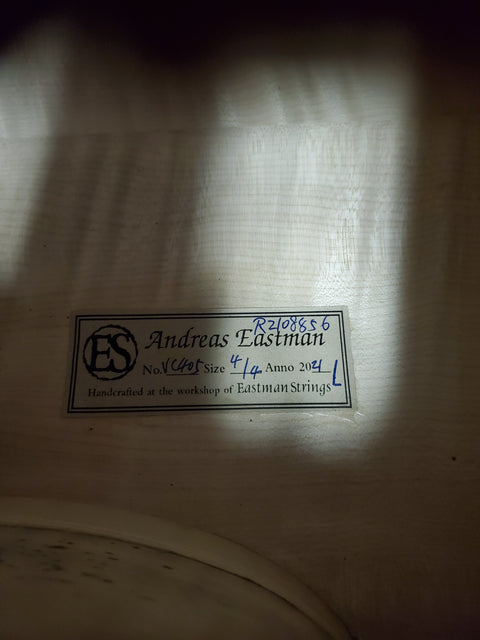 R2108856
ES Andreas Eastman
No. VC405 Size 4/4 Anno 2021 L
Handcrafted at the workshop of Eastman Strings